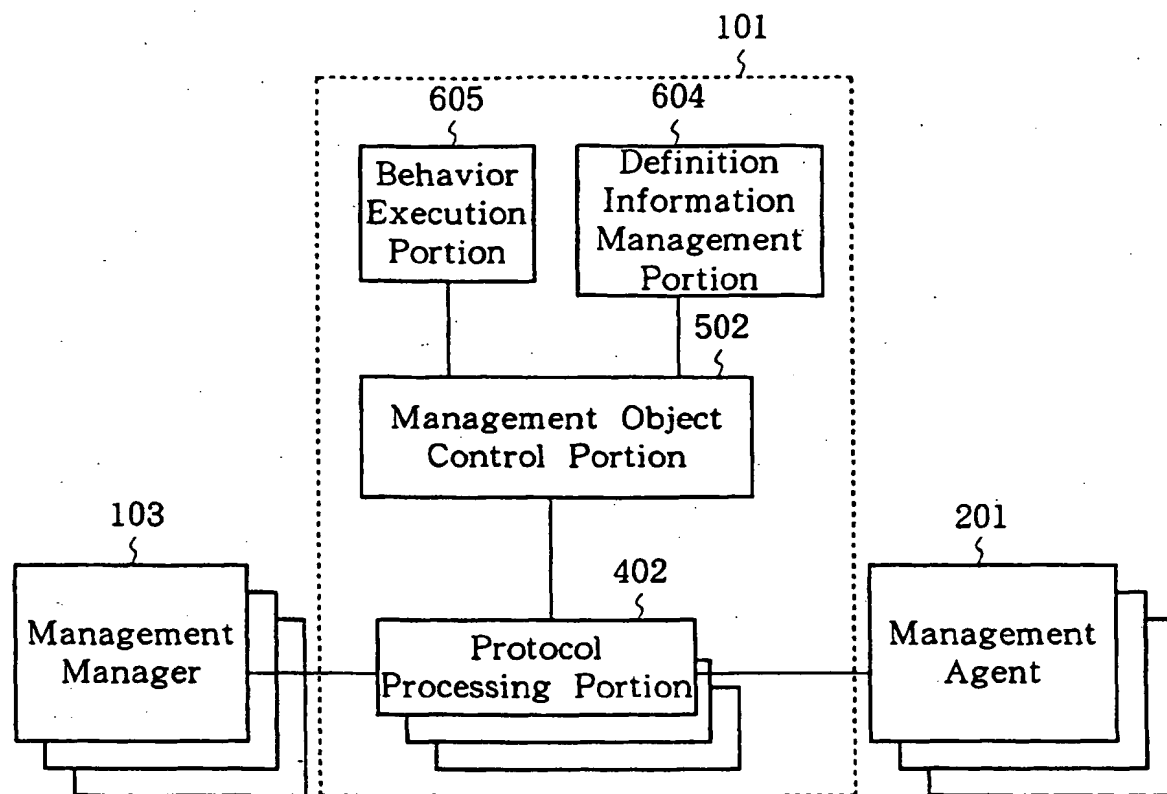 101
605
604
Behavior
Execution
Portion
Definition
Information
Management
Portion
502
Management Object
Control Portion
103
201
402
Management
Manager
Protocol
Processing Portion
Management
Agent